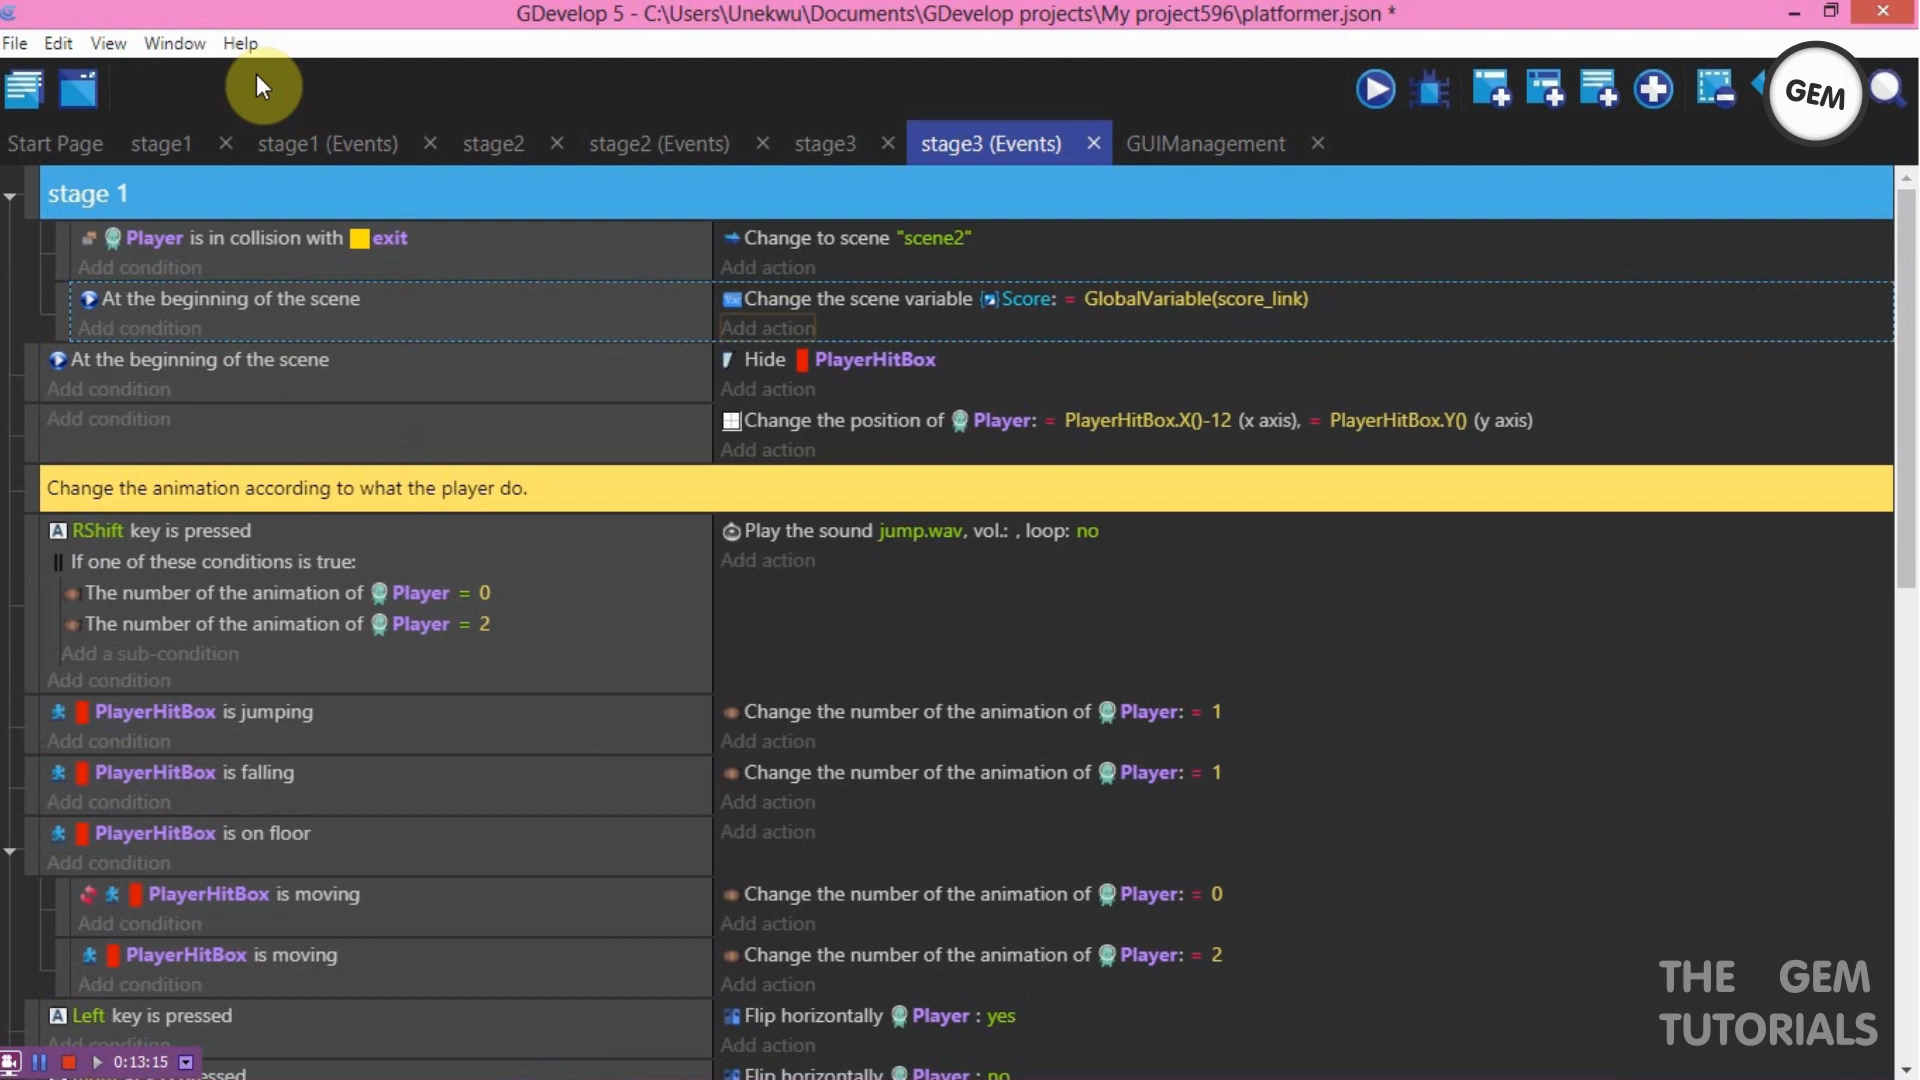 GDevelop 5 - C:\Users\Unekwu\Documents\GDevelop projects\My project596\platformer.json *
File Edit View Window Help
GEM
Start Page stage1 × stage1 (Events) × stage2 × stage2 (Events) × stage3 × stage3 (Events) × GUIManagement ×
stage 1
Player is in collision with exit Change to scene "scene2"
Add condition Add action
At the beginning of the scene Change the scene variable Score: = GlobalVariable(score_link)
Add condition Add action
At the beginning of the scene Hide PlayerHitBox
Add condition Add action
Add condition Change the position of Player: = PlayerHitBox.X()-12 (x axis), = PlayerHitBox.Y() (y axis)
Add action
Change the animation according to what the player do.
RShift key is pressed Play the sound jump.wav, vol.: , loop: no
If one of these conditions is true: Add action
The number of the animation of Player = 0
The number of the animation of Player = 2
Add a sub-condition
Add condition
PlayerHitBox is jumping Change the number of the animation of Player: = 1
Add condition Add action
PlayerHitBox is falling Change the number of the animation of Player: = 1
Add condition Add action
PlayerHitBox is on floor Add action
Add condition
PlayerHitBox is moving Change the number of the animation of Player: = 0
Add condition Add action
PlayerHitBox is moving Change the number of the animation of Player: = 2
Add condition Add action
Left key is pressed Flip horizontally Player : yes
Add condition Add action
Flip horizontally Player : no
0:13:15
THE GEM
TUTORIALS